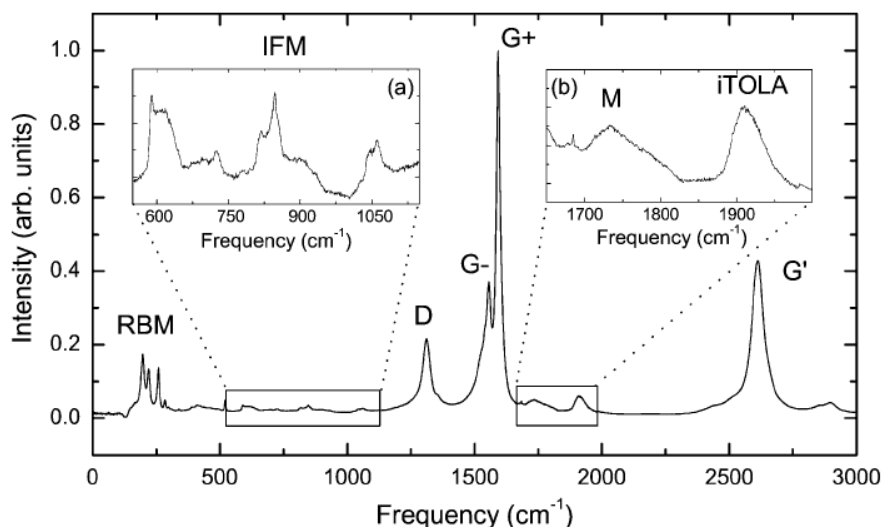 IFM
G+
1.0
(a)
(b)
M
iTOLA
0.8
600
750
900
1050
Frequency (cm-1)
1700
1800
1900
Frequency (cm-1)
0.6
0.4
G-
G'
RBM
D
0.2
0.0
Intensity (arb. units)
0
500
1000
1500
2000
2500
3000
Frequency (cm-1)